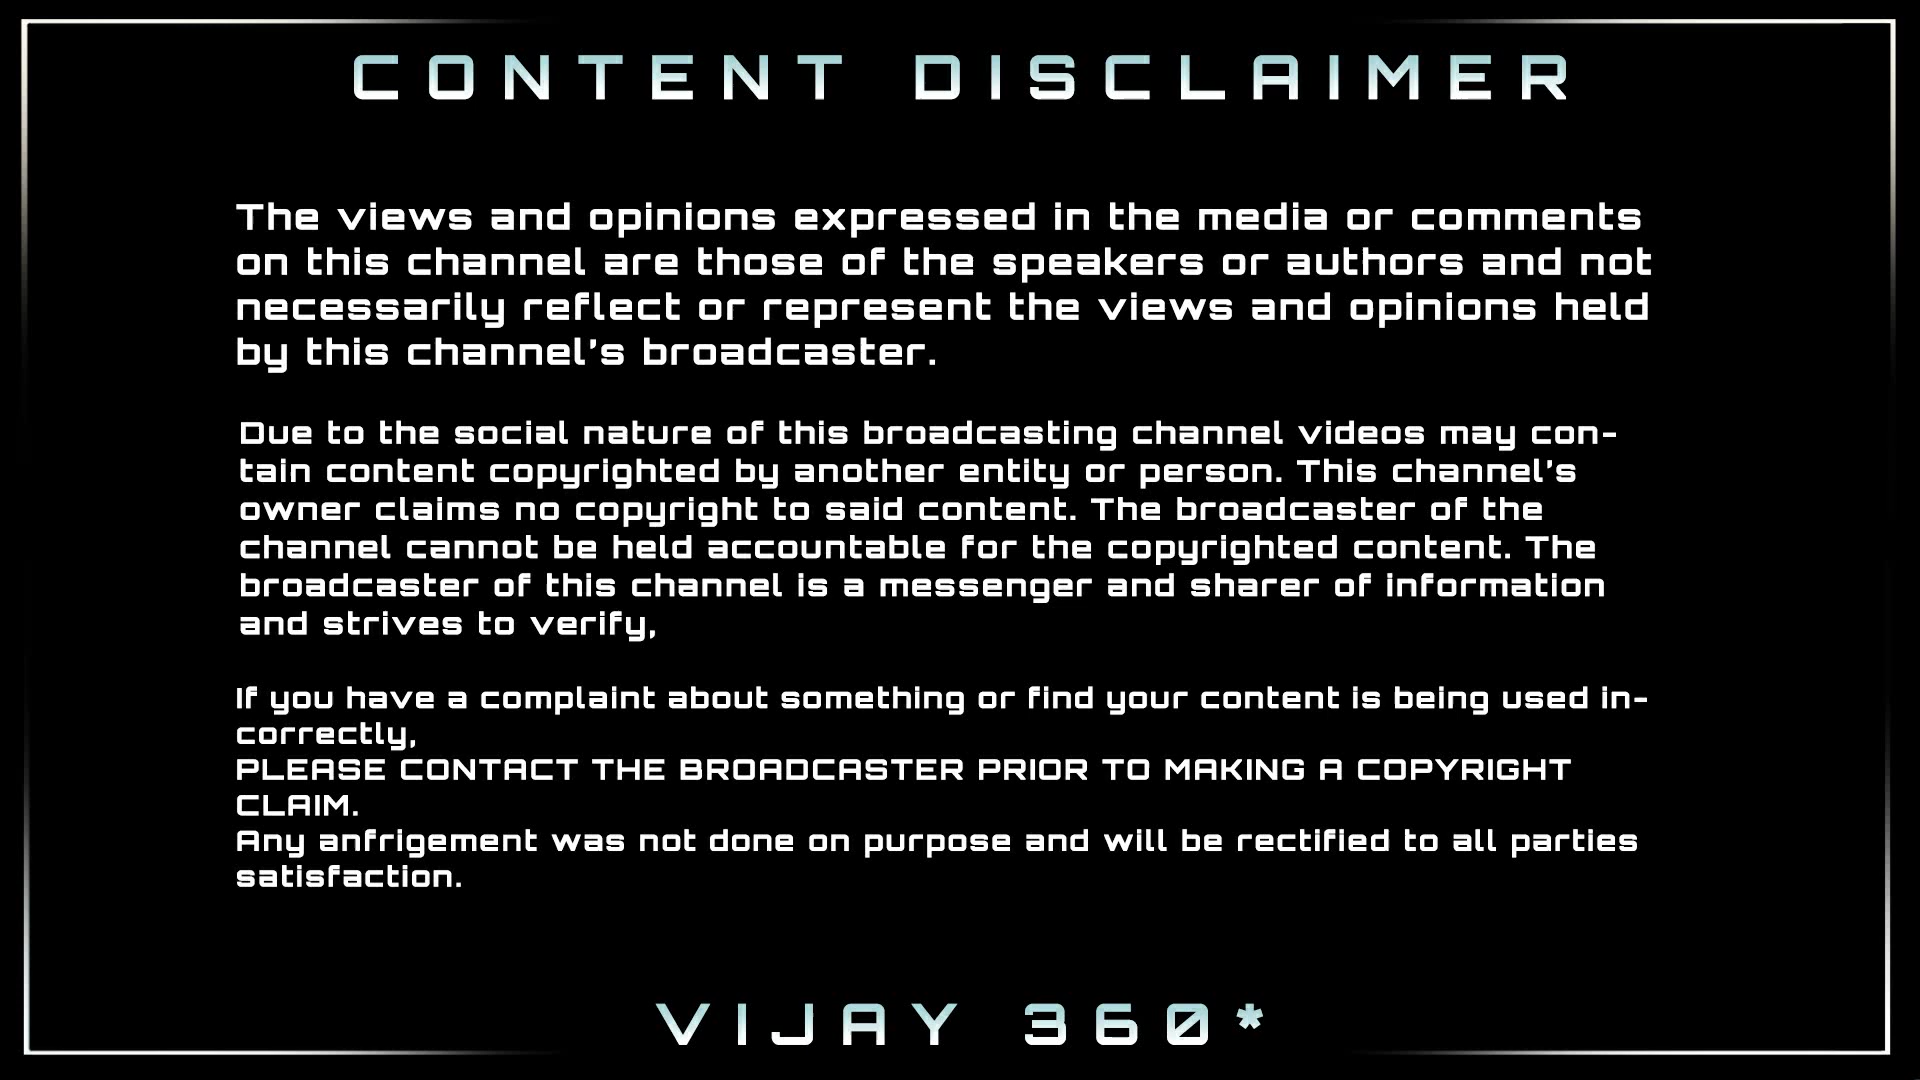 CONTENT DISCLAIMER
The views and opinions expressed in the media or comments
on this channel are those of the speakers or authors and not
necessarily reflect or represent the views and opinions held
by this channel's broadcaster.
Due to the social nature of this broadcasting channel videos may con-
tain content copyrighted by another entity or person. This channel's
owner claims no copyright to said content. The broadcaster of the
channel cannot be held accountable for the copyrighted content. The
broadcaster of this channel is a messenger and sharer of information
and strives to verify,
If you have a complaint about something or find your content is being used in-
correctly,
PLEASE CONTACT THE BROADCASTER PRIOR TO MAKING A COPYRIGHT
CLAIM.
Any anfrigement was not done on purpose and will be rectified to all parties
satisfaction.
VIJAY 360*